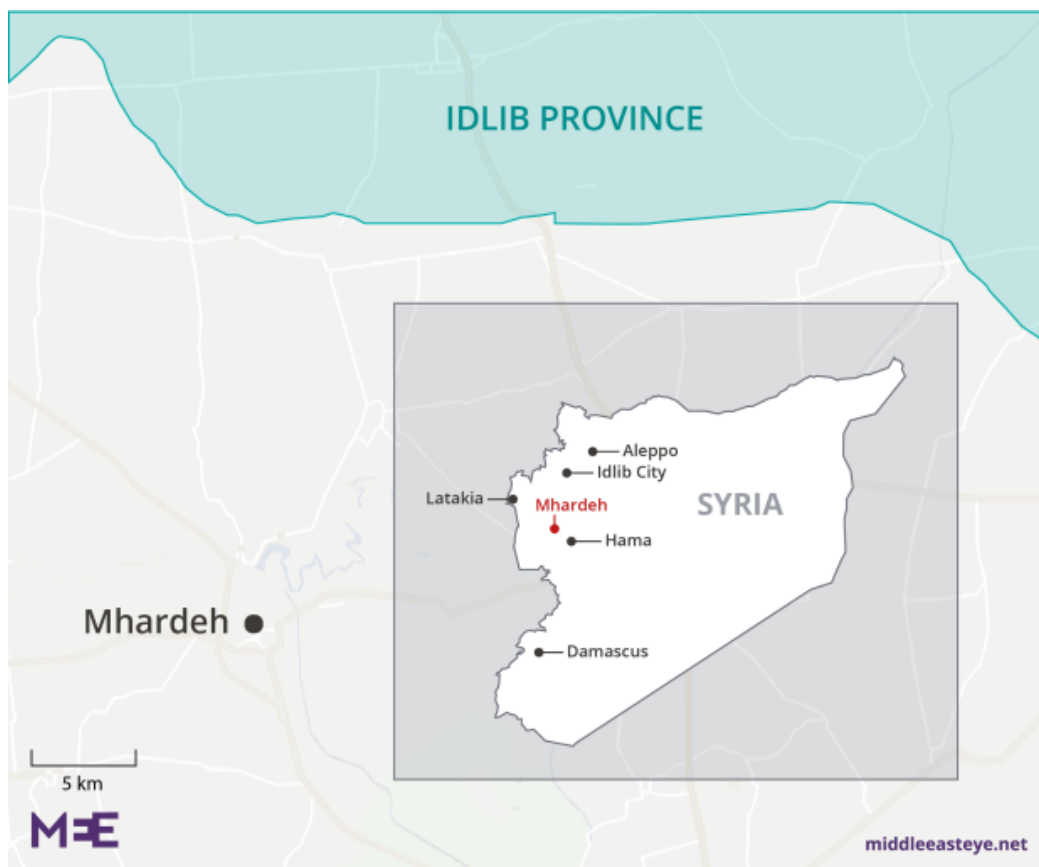 IDLIB PROVINCE
Aleppo
Idlib City
Latakia
Mhardeh
SYRIA
Hama
Mhardeh
Damascus
5 km
MEE
middleeasteye.net